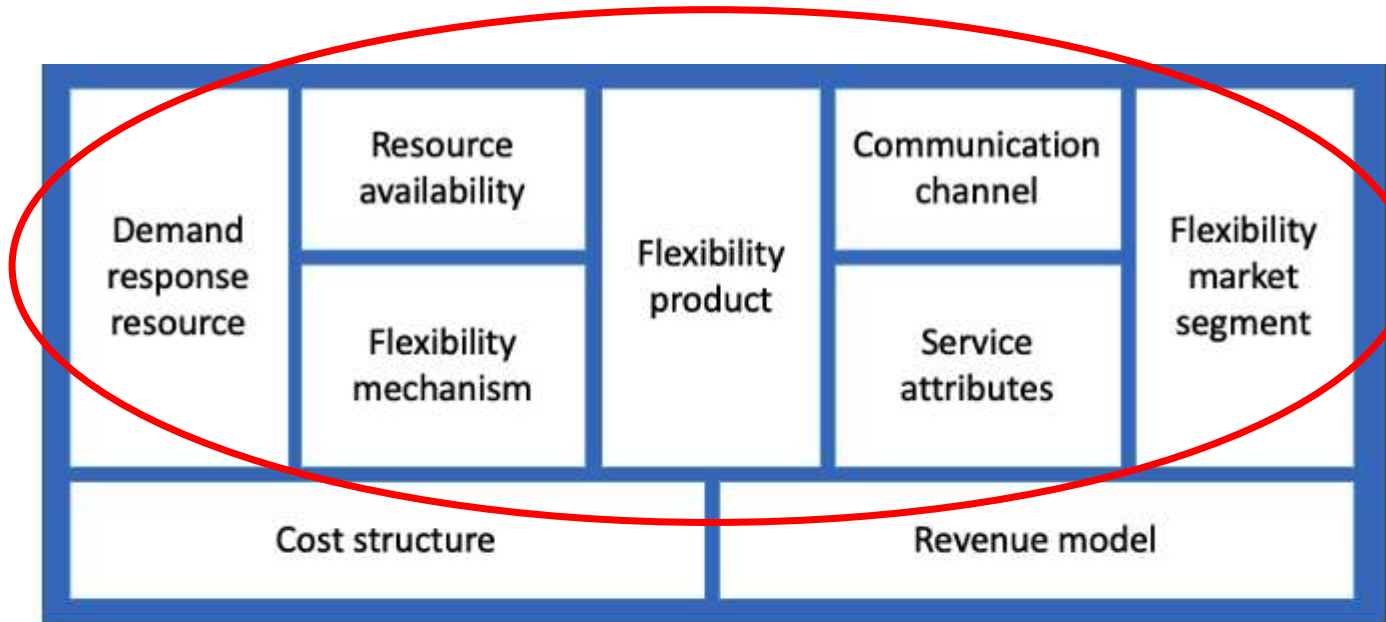 Demand
response
resource
Resource
availability
Flexibility
mechanism
Flexibility
product
Communication
channel
Service
attributes
Flexibility
market
segment
Cost structure
Revenue model